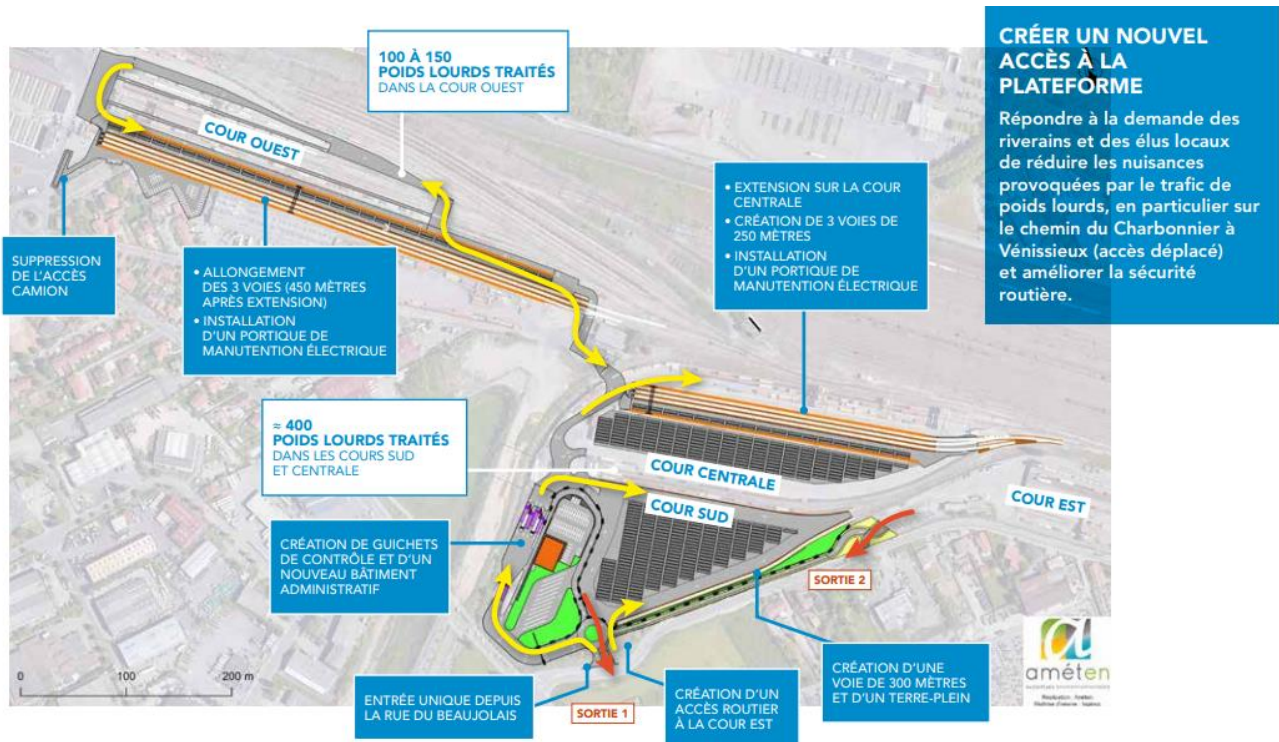 CRÉER UN NOUVEL
ACCÈS À LA
PLATEFORME
Répondre à la demande des
riverains et des élus locaux
de réduire les nuisances
provoquées par le trafic de
poids lourds, en particulier sur
le chemin du Charbonnier à
Vénissieux (accès déplacé)
et améliorer la sécurité
routière.
100 À 150
POIDS LOURDS TRAITÉS
DANS LA COUR OUEST
COUR OUEST
SUPPRESSION
DE L'ACCÈS
CAMION
• ALLONGEMENT
DES 3 VOIES (450 MÈTRES
APRÈS EXTENSION)
• INSTALLATION
D'UN PORTIQUE DE
MANUTENTION ÉLECTRIQUE
• EXTENSION SUR LA COUR
CENTRALE
• CRÉATION DE 3 VOIES DE
250 MÈTRES
• INSTALLATION
D'UN PORTIQUE DE
MANUTENTION ÉLECTRIQUE
≈ 400
POIDS LOURDS TRAITÉS
DANS LES COURS SUD
ET CENTRALE
COUR CENTRALE
COUR SUD
COUR EST
CRÉATION DE GUICHETS
DE CONTRÔLE ET D'UN
NOUVEAU BÂTIMENT
ADMINISTRATIF
SORTIE 2
0 100 200 m
ENTRÉE UNIQUE DEPUIS
LA RUE DU BEAUJOLAIS
SORTIE 1
CRÉATION D'UN
ACCÈS ROUTIER
À LA COUR EST
CRÉATION D'UNE
VOIE DE 300 MÈTRES
ET D'UN TERRE-PLEIN
améten